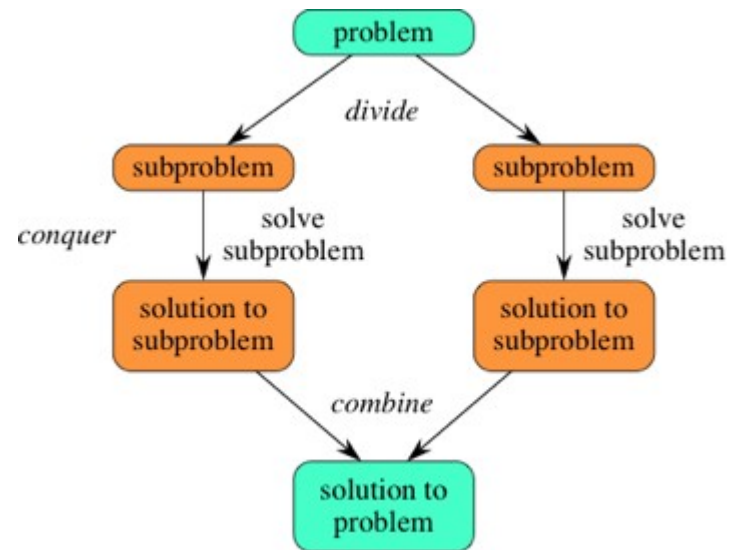 problem
divide
subproblem
subproblem
conquer
solve
subproblem
solve
subproblem
solution to
subproblem
solution to
subproblem
combine
solution to
problem